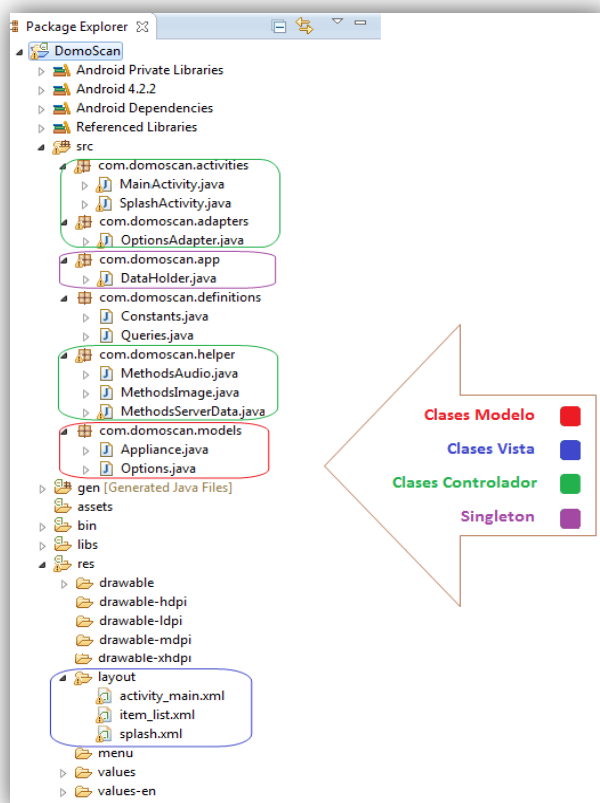 Package Explorer
DomoScan
Android Private Libraries
Android 4.2.2
Android Dependencies
Referenced Libraries
src
com.domoscan.activities
MainActivity.java
SplashActivity.java
com.domoscan.adapters
OptionsAdapter.java
com.domoscan.app
DataHolder.java
com.domoscan.definitions
Constants.java
Queries.java
com.domoscan.helper
MethodsAudio.java
MethodsImage.java
MethodsServerData.java
com.domoscan.models
Appliance.java
Options.java
gen [Generated Java Files]
assets
bin
libs
res
drawable
drawable-hdpi
drawable-ldpi
drawable-mdpi
drawable-xhdpi
layout
activity_main.xml
item_list.xml
splash.xml
menu
values
values-en
Clases Modelo
Clases Vista
Clases Controlador
Singleton